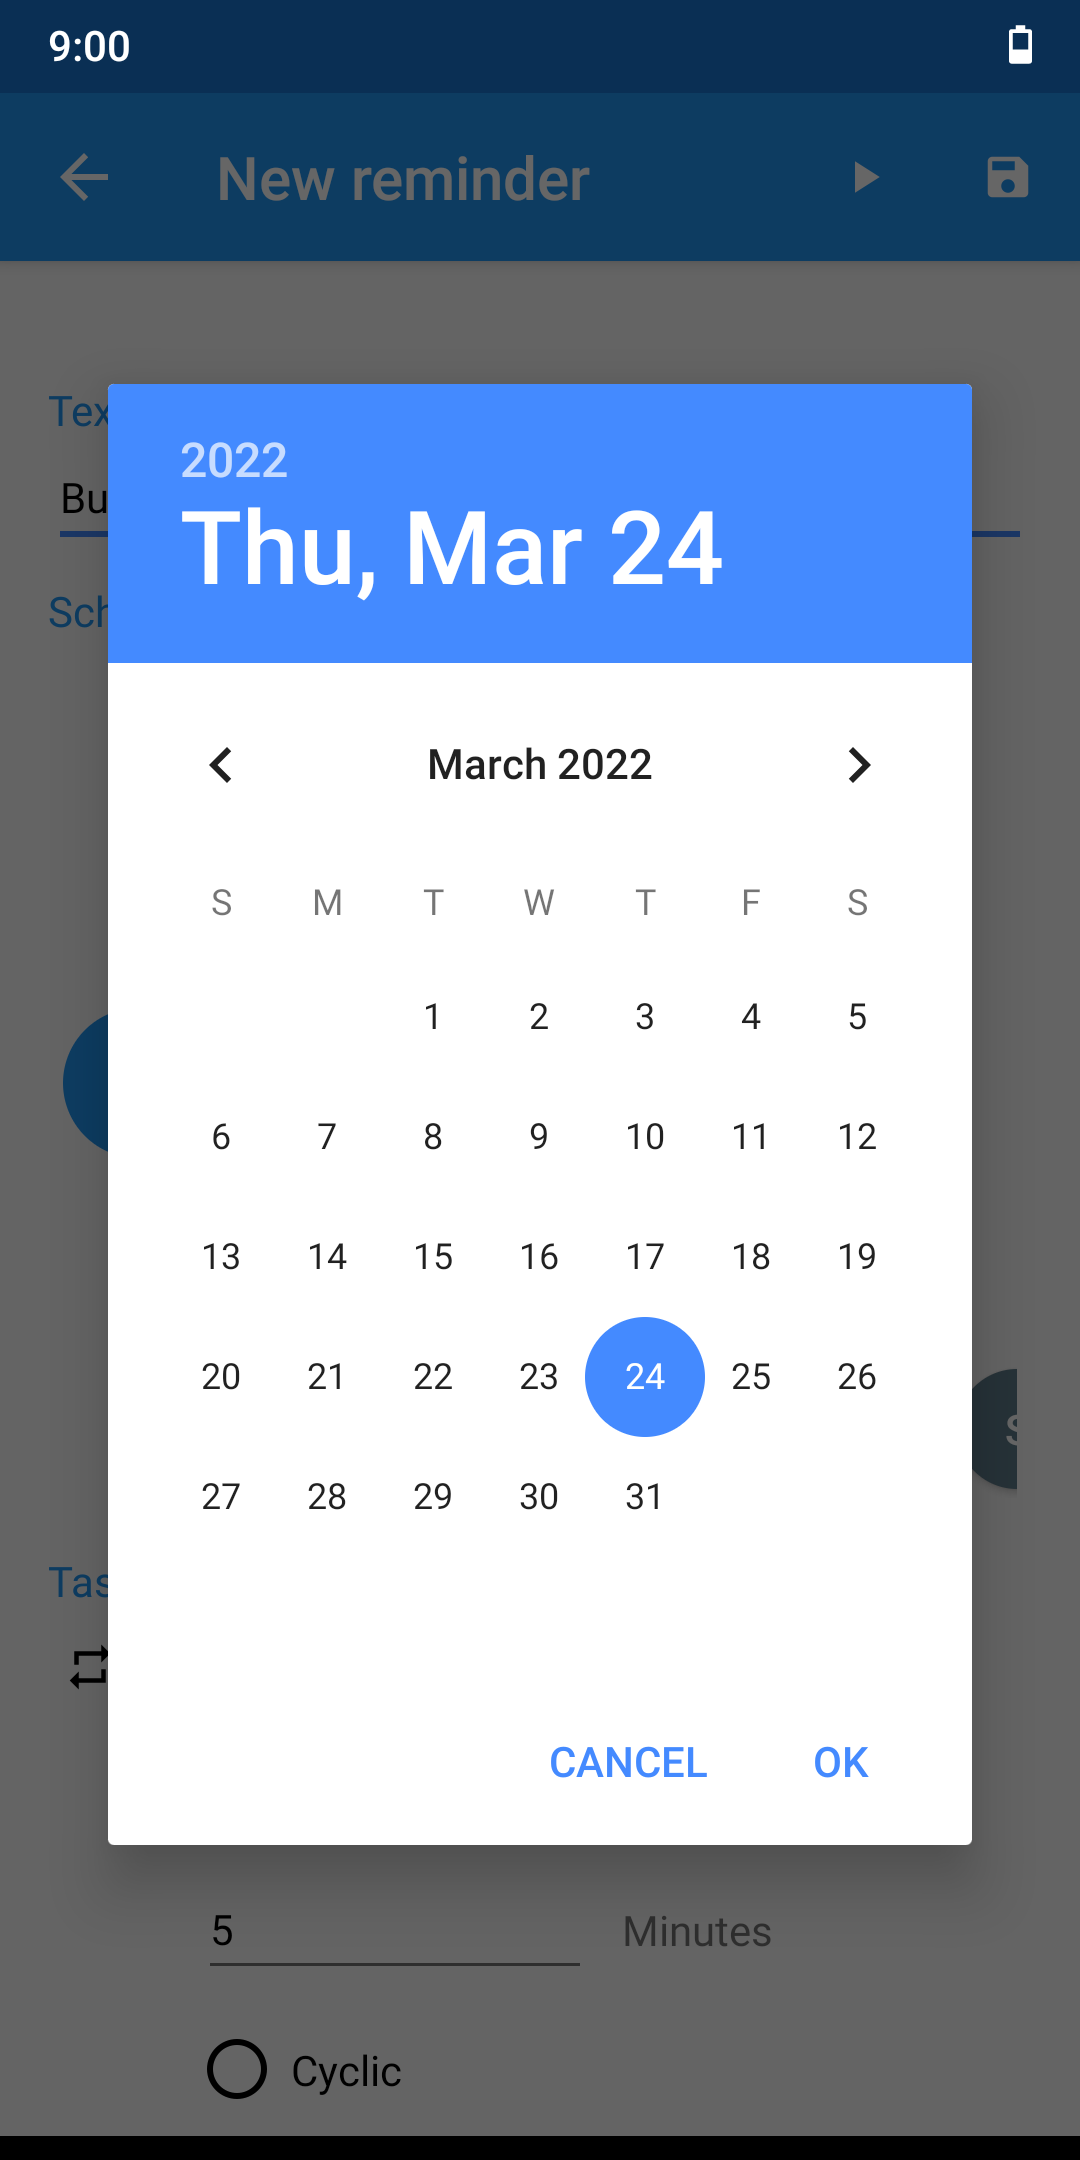 9:00
New reminder
2022
Thu, Mar 24
March 2022
S M T W T F S
1 2 3 4 5
6 7 8 9 10 11 12
13 14 15 16 17 18 19
20 21 22 23 24 25 26
27 28 29 30 31
CANCEL OK
5 Minutes
Cyclic